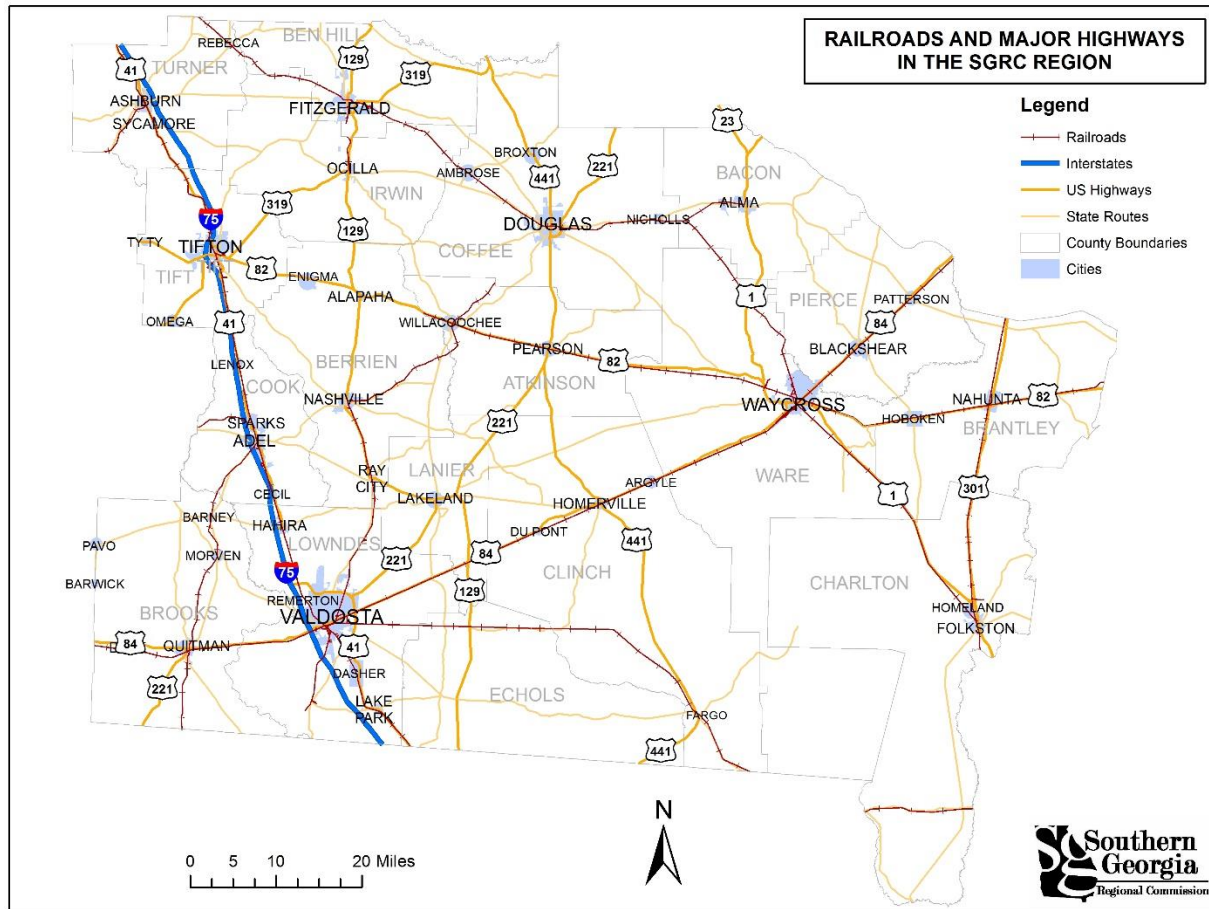 RAILROADS AND MAJOR HIGHWAYS
IN THE SGRC REGION
Legend
Railroads
Interstates
US Highways
State Routes
County Boundaries
Cities
BEN HILL
REBECCA
129
23
41
TURNER
319
ASHBURN
FITZGERALD
SYCAMORE
BROXTON
221
OCILLA
AMBROSE
441
BACON
IRWIN
319
ALMA
75
NICHOLLS
DOUGLAS
129
TY TY
TIFTON
COFFEE
82
TIFT
ENIGMA
ALAPAHA
1
PIERCE
PATTERSON
OMEGA
41
WILLACOOCHEE
84
PEARSON
BLACKSHEAR
LENOX
BERRIEN
82
COOK
ATKINSON
NASHVILLE
WAYCROSS
NAHUNTA
82
HOBOKEN
SPARKS
221
BRANTLEY
ADEL
RAY
CITY
LANIER
WARE
ARGYLE
CECIL
LAKELAND
1
301
HOMERVILLE
BARNEY
HAHIRA
DU PONT
PAVO
LOWNDES
441
MORVEN
84
221
75
CLINCH
BARWICK
129
CHARLTON
REMERTON
BROOKS
HOMELAND
VALDOSTA
FOLKSTON
84
QUITMAN
41
DASHER
221
ECHOLS
LAKE
PARK
FARGO
441
N
0 5 10 20 Miles
Southern
Georgia
Regional Commission